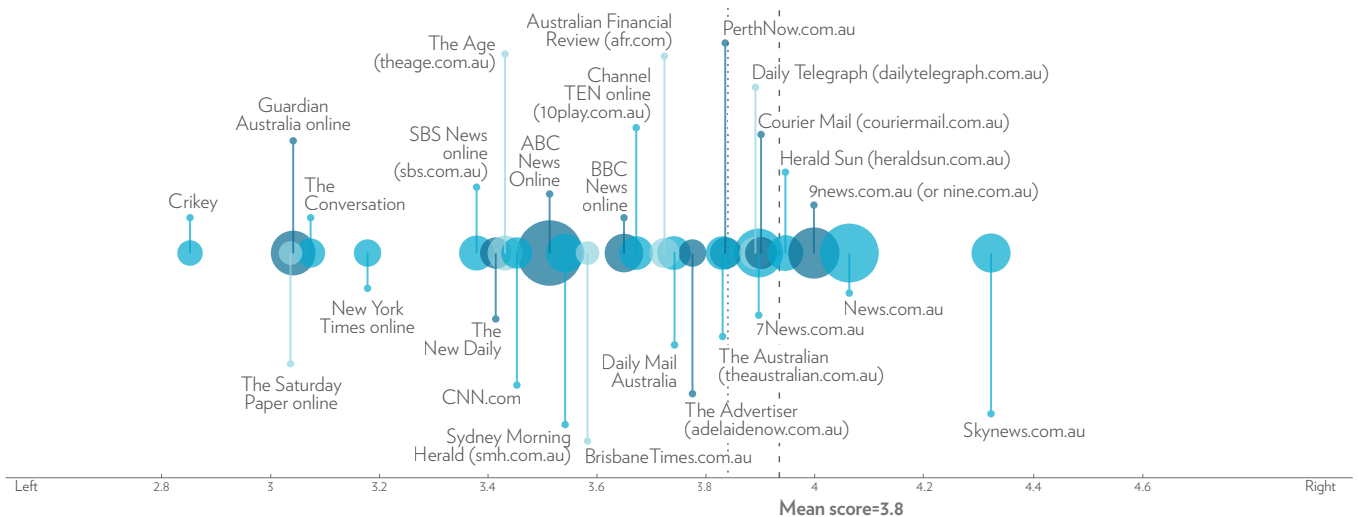 Australian Financial
Review (afr.com)
PerthNow.com.au
The Age
(theage.com.au)
Channel
TEN online
(10play.com.au)
Daily Telegraph (dailytelegraph.com.au)
Guardian
Australia online
SBS News
online
(sbs.com.au)
ABC
News
Online
BBC
News
online
Courier Mail (couriermail.com.au)
Herald Sun (heraldsun.com.au)
Crikey
The
Conversation
9news.com.au (or nine.com.au)
New York
Times online
The
New Daily
News.com.au
7News.com.au
The Saturday
Paper online
CNN.com
Daily Mail
Australia
The Australian
(theaustralian.com.au)
The Advertiser
(adelaidenow.com.au)
Sydney Morning
Herald (smh.com.au)
BrisbaneTimes.com.au
Skynews.com.au
Left 2.8 3 3.2 3.4 3.6 3.8 4 4.2 4.4 4.6 Right
Mean score=3.8